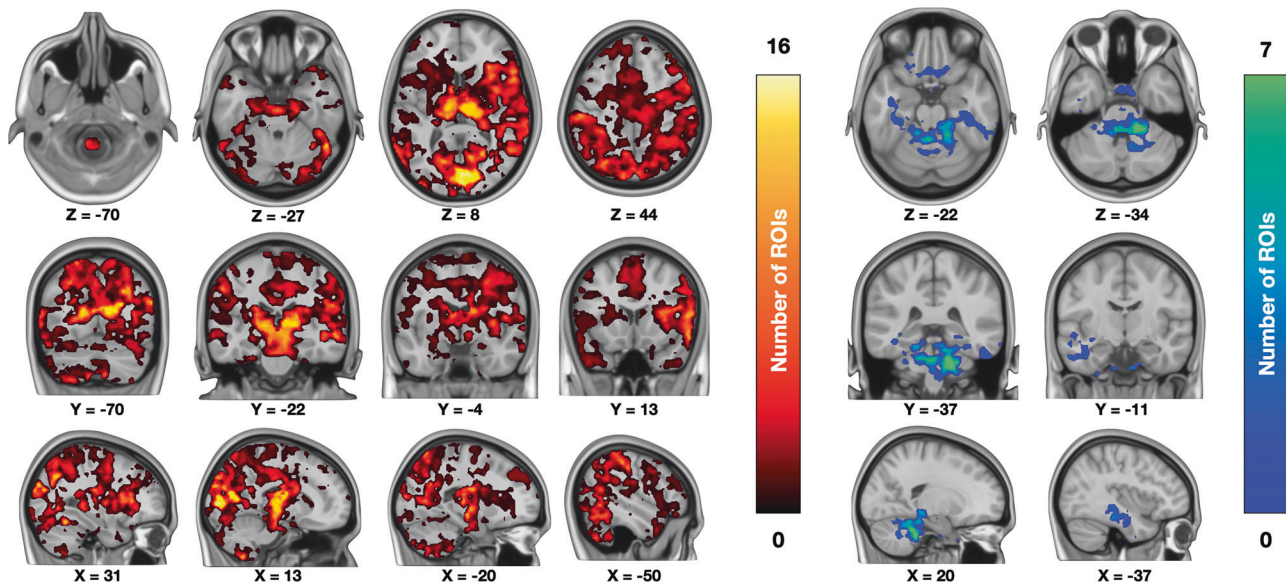 16
7
Z = -70
Z = -27
Z = 8
Z = 44
Z = -22
Z = -34
Number of ROIs
Number of ROIs
Y = -70
Y = -22
Y = -4
Y = 13
Y = -37
Y = -11
0
0
X = 31
X = 13
X = -20
X = -50
X = 20
X = -37